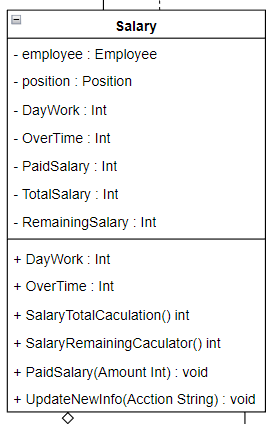 Salary
- employee : Employee
- position : Position
- DayWork : Int
- OverTime : Int
- PaidSalary : Int
- TotalSalary : Int
- RemainingSalary : Int
+ DayWork : Int
+ OverTime : Int
+ SalaryTotalCaculation() int
+ SalaryRemainingCaculator() int
+ PaidSalary(Amount Int) : void
+ UpdateNewInfo(Acction String) : void